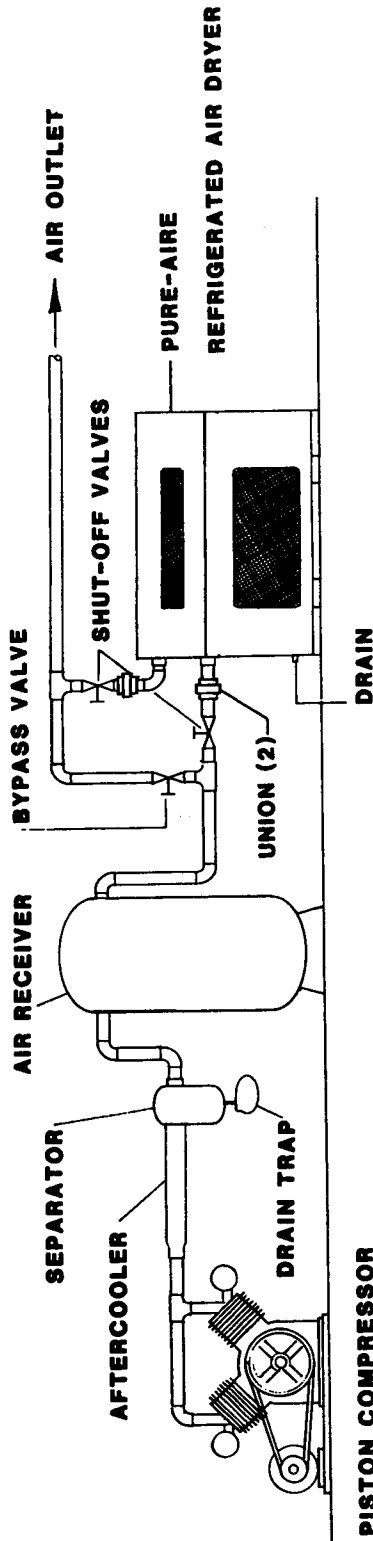 PISTON COMPRESSOR
AFTERCOOLER
SEPARATOR
DRAIN TRAP
AIR RECEIVER
BYPASS VALVE
SHUT-OFF VALVES
UNION (2)
DRAIN
AIR OUTLET
PURE-AIRE
REFRIGERATED AIR DRYER